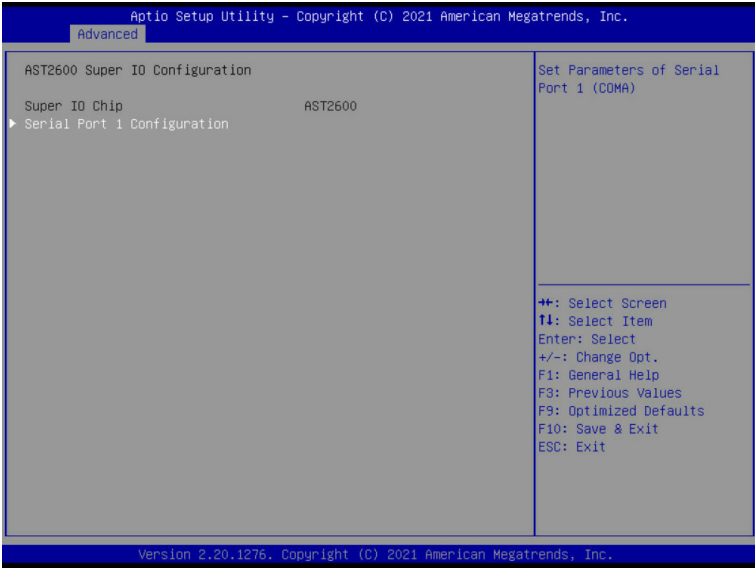 Aptio Setup Utility – Copyright (C) 2021 American Megatrends, Inc.
Advanced
AST2600 Super IO Configuration
Super IO Chip AST2600
▶ Serial Port 1 Configuration
Set Parameters of Serial
Port 1 (COMA)
→←: Select Screen
↑↓: Select Item
Enter: Select
+/-: Change Opt.
F1: General Help
F3: Previous Values
F9: Optimized Defaults
F10: Save & Exit
ESC: Exit
Version 2.20.1276. Copyright (C) 2021 American Megatrends, Inc.